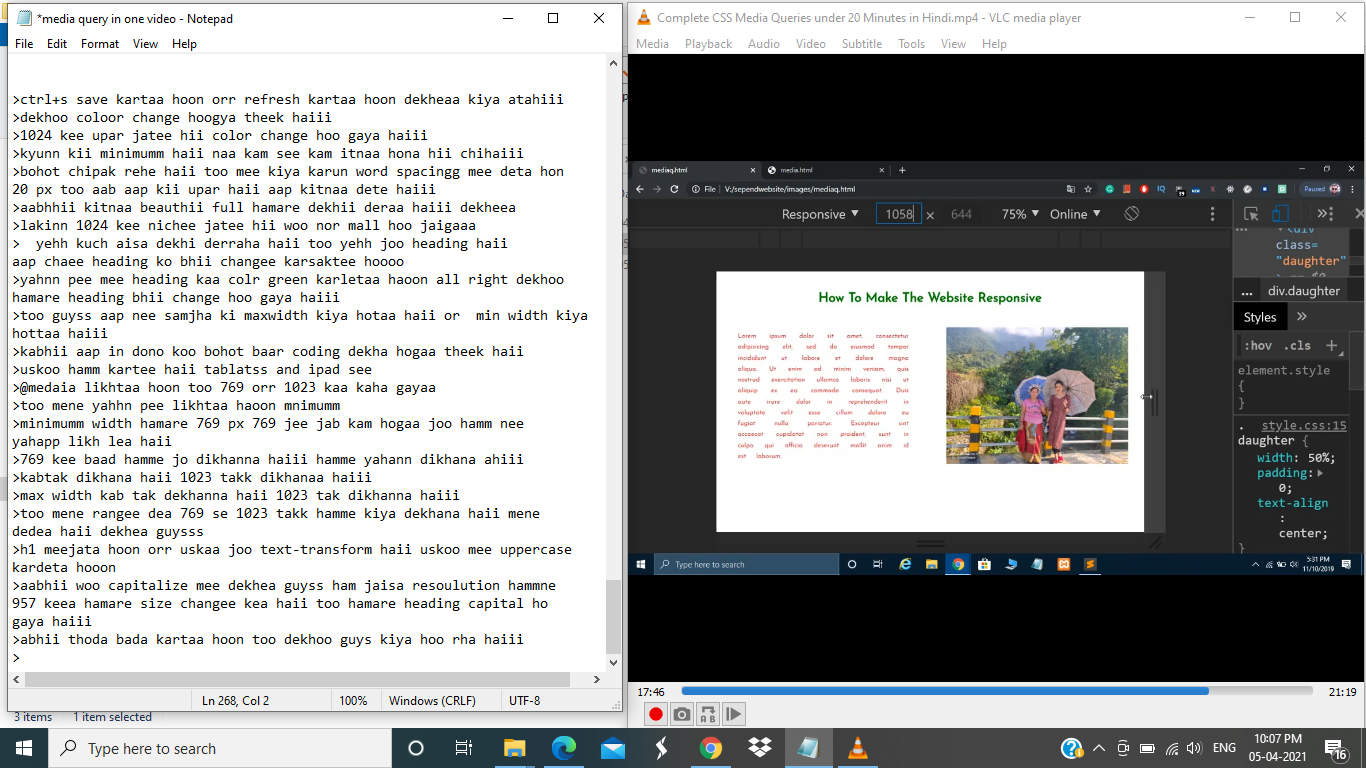 *media query in one video - Notepad
File Edit Format View Help
>ctrl+s save kartaa hoon orr refresh kartaa hoon dekheaa kiya atahiii
>dekhoo coloor change hoogya theek haiii
>1024 kee upar jatee hii color change hoo gaya haiii
>kyunn kii minimumm haii naa kam see kam itnaa hona hii chihaiii
>bohot chipak rehe haii too mee kiya karun word spacingg mee deta hon
20 px too aab aap kii upar haii aap kitnaa dete haiii
>aabhhii kitnaa beauthii full hamare dekhii deraa haiii dekheea
>lakinn 1024 kee nichee jatee hii woo nor mall hoo jaigaaa
>  yehh kuch aisa dekhi derraha haii too yehh joo heading haii
aap chaee heading ko bhii changee karsaktee hoooo
>yahnn pee mee heading kaa colr green karletaa haoon all right dekhoo
hamare heading bhii change hoo gaya haiii
>too guyss aap nee samjha ki maxwidth kiya hotaa haii or  min width kiya
hottaa haiii
>kabhii aap in dono koo bohot baar coding dekha hogaa theek haii
>uskoo hamm kartee haii tablatss and ipad see
>@medaia likhtaa hoon too 769 orr 1023 kaa kaha gayaa
>too mene yahhn pee likhtaa haoon mnimumm
>minimumm width hamare 769 px 769 jee jab kam hogaa joo hamm nee
yahapp likh lea haii
>769 kee baad hamme jo dikhanna haiii hamme yahann dikhana ahiii
>kabtak dikhana haii 1023 takk dikhanaa haiii
>max width kab tak dekhanna haii 1023 tak dikhanna haiii
>too mene rangee dea 769 se 1023 takk hamme kiya dekhana haii mene
dedea haii dekhea guysss
>h1 meejata hoon orr uskaa joo text-transform haii uskoo mee uppercase
kardeta hooon
>aabhii woo capitalize mee dekhea guyss ham jaisa resoulution hammne
957 keea hamare size changee kea haii too hamare heading capital ho
gaya haiii
>abhii thoda bada kartaa hoon too dekhoo guys kiya hoo rha haiii
>
Ln 268, Col 2 100% Windows (CRLF) UTF-8
3 items 1 item selected
Complete CSS Media Queries under 20 Minutes in Hindi.mp4 - VLC media player
Media Playback Audio Video Subtitle Tools View Help
mediaq.html media.html
File V:/sependwebsite/images/mediaq.html Paused
Responsive 1058 × 644 75% Online
<div
class=
"daughter"
... div.daughter
Styles
:hov .cls +
element.style
{
}
. style.css:15
daughter {
width: 50%;
padding:
0;
text-align
:
center;
}
How To Make The Website Responsive
Lorem ipsum dolor sit amet, consectetur
adipisicing elit, sed do eiusmod tempor
incididunt ut labore et dolore magna
aliqua. Ut enim ad minim veniam, quis
nostrud exercitation ullamco laboris nisi ut
aliquip ex ea commodo consequat. Duis
aute irure dolor in reprehenderit in
voluptate velit esse cillum dolore eu
fugiat nulla pariatur. Excepteur sint
occaecat cupidatat non proident, sunt in
culpa qui officia deserunt mollit anim id
est laborum.
Type here to search
5:31 PM
11/10/2019
17:46 21:19
Type here to search
ENG
10:07 PM
05-04-2021
16